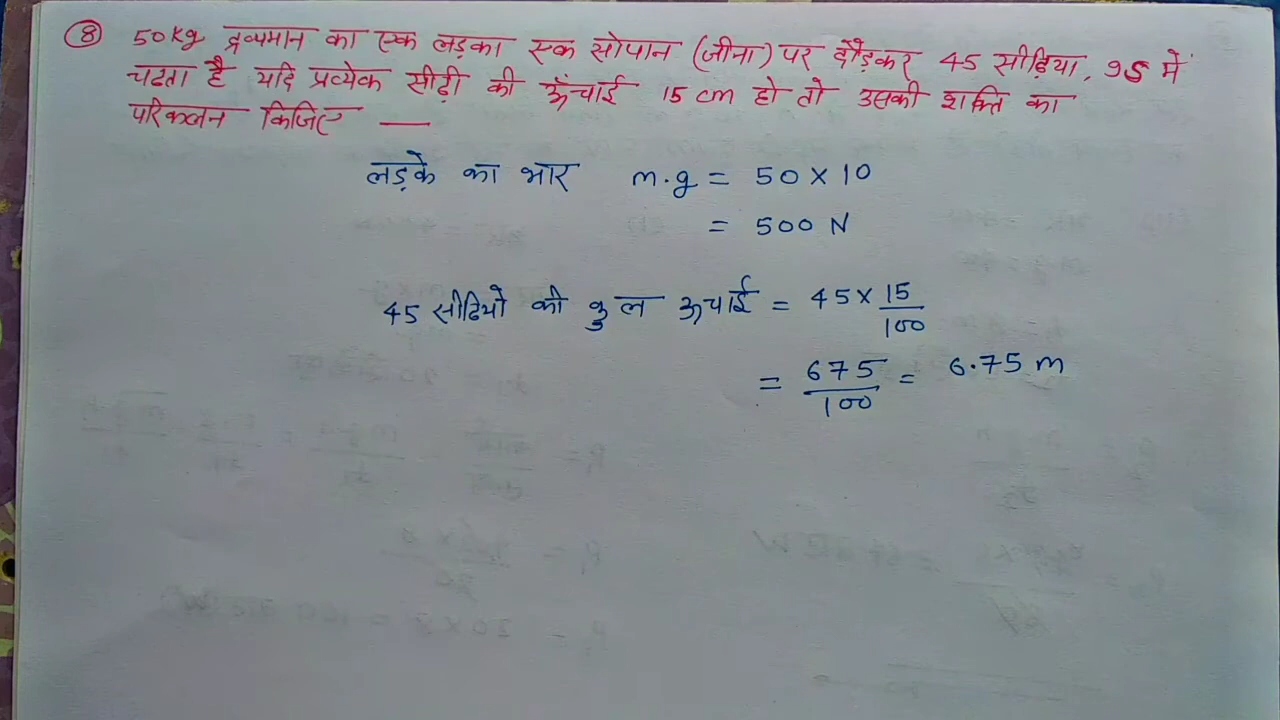 ⑧ 50kg द्रव्यमान का एक लड़का एक सोपान (जीना) पर दौड़कर 45 सीढ़िया, 9s में
चढता है यदि प्रत्येक सीढ़ी की ऊँचाई 15 cm हो तो उसकी शक्ति का
परिकलन किजिए —
लड़के का भार m.g = 50 × 10
= 500 N
45 सीढियो की कुल ऊचाई = 45 × 15/100
= 675/100 = 6.75 m